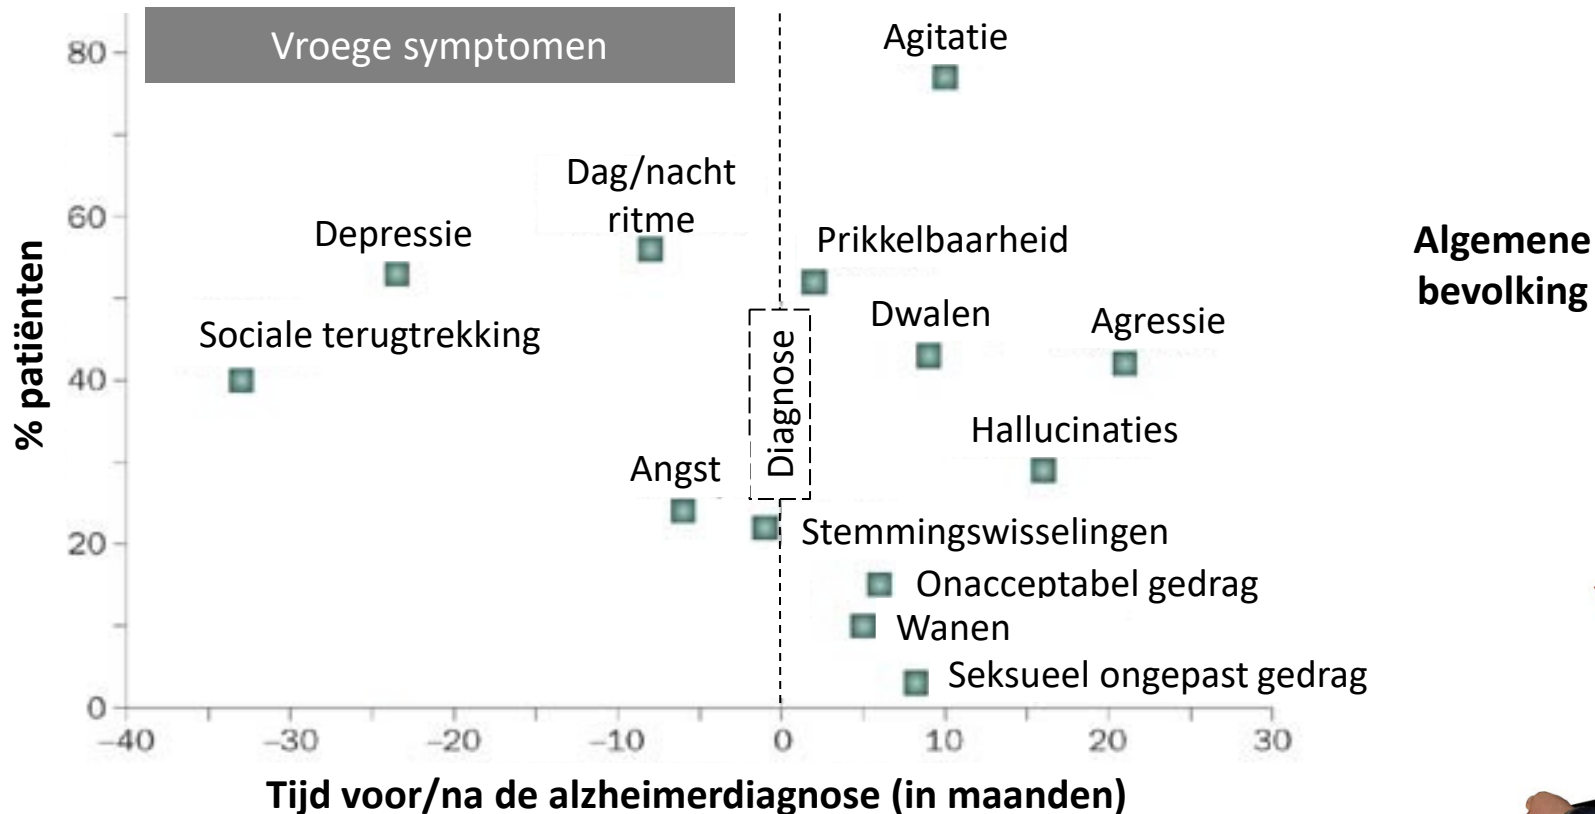 Vroege symptomen
Agitatie
80
Dag/nacht
ritme
60
Depressie
Prikkelbaarheid
Algemene
bevolking
Dwalen
Agressie
Sociale terugtrekking
% patiënten
Diagnose
40
Hallucinaties
Angst
20
Stemmingswisselingen
Onacceptabel gedrag
Wanen
Seksueel ongepast gedrag
0
–40
–30
–20
–10
0
10
20
30
Tijd voor/na de alzheimerdiagnose (in maanden)